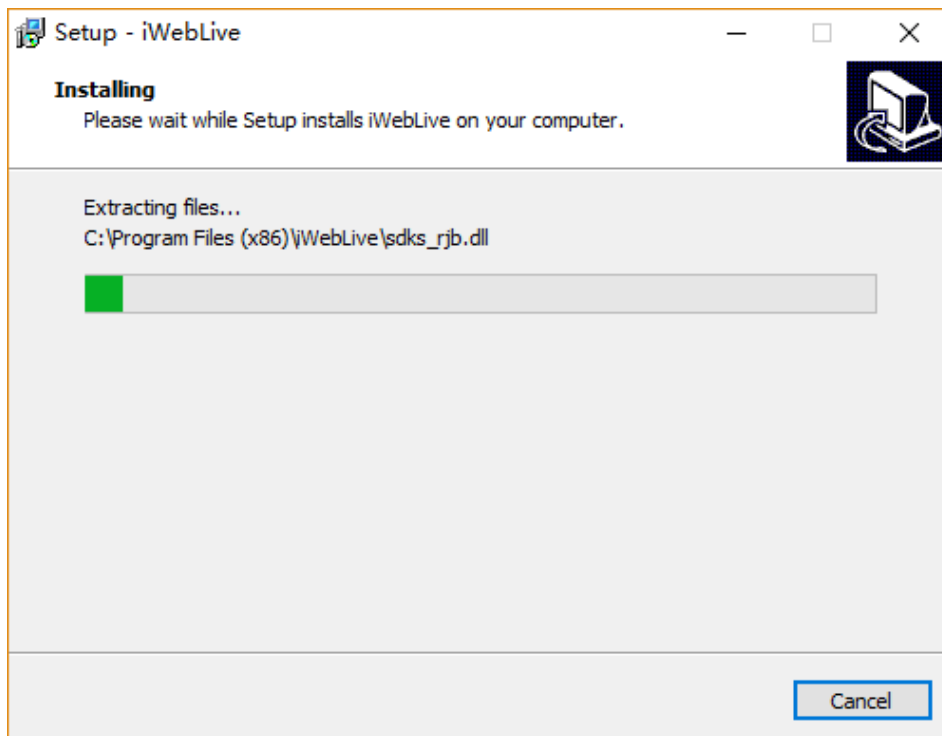 Setup - iWebLive
Installing
Please wait while Setup installs iWebLive on your computer.
Extracting files...
C:\Program Files (x86)\iWebLive\sdks_rjb.dll
Cancel